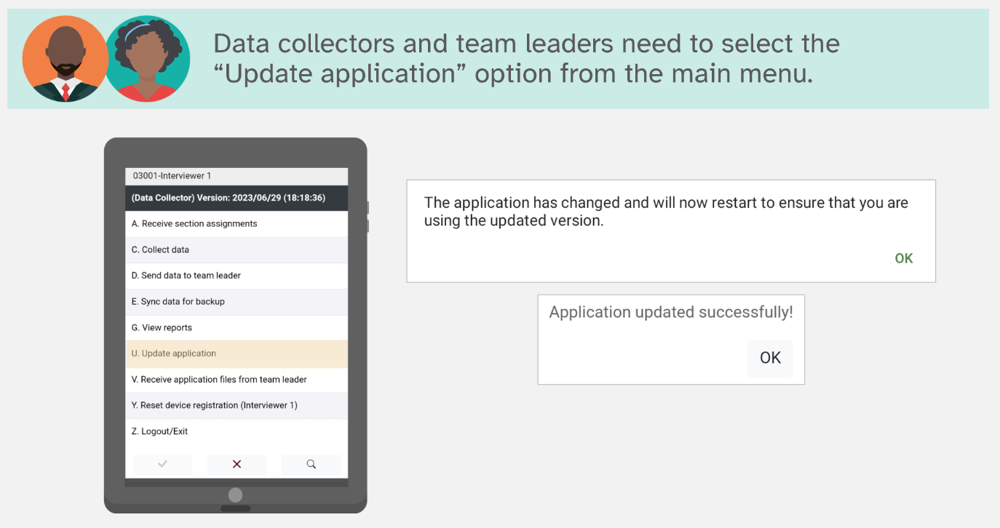 Data collectors and team leaders need to select the
“Update application” option from the main menu.
03001-Interviewer 1
(Data Collector) Version: 2023/06/29 (18:18:36)
A. Receive section assignments
C. Collect data
D. Send data to team leader
E. Sync data for backup
G. View reports
U. Update application
V. Receive application files from team leader
Y. Reset device registration (Interviewer 1)
Z. Logout/Exit
The application has changed and will now restart to ensure that you are
using the updated version.
OK
Application updated successfully!
OK